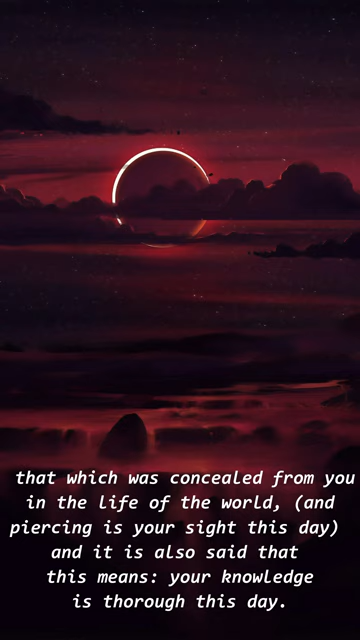 that which was concealed from you
in the life of the world, (and
piercing is your sight this day)
and it is also said that
this means: your knowledge
is thorough this day.